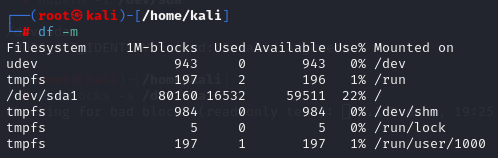 ┌──(root㉿kali)-[/home/kali]
└─# df -m
Filesystem     1M-blocks  Used Available Use% Mounted on
udev                 943     0       943   0% /dev
tmpfs                197     2       196   1% /run
/dev/sda1          80160 16532     59511  22% /
tmpfs                984     0       984   0% /dev/shm
tmpfs                  5     0         5   0% /run/lock
tmpfs                197     1       197   1% /run/user/1000